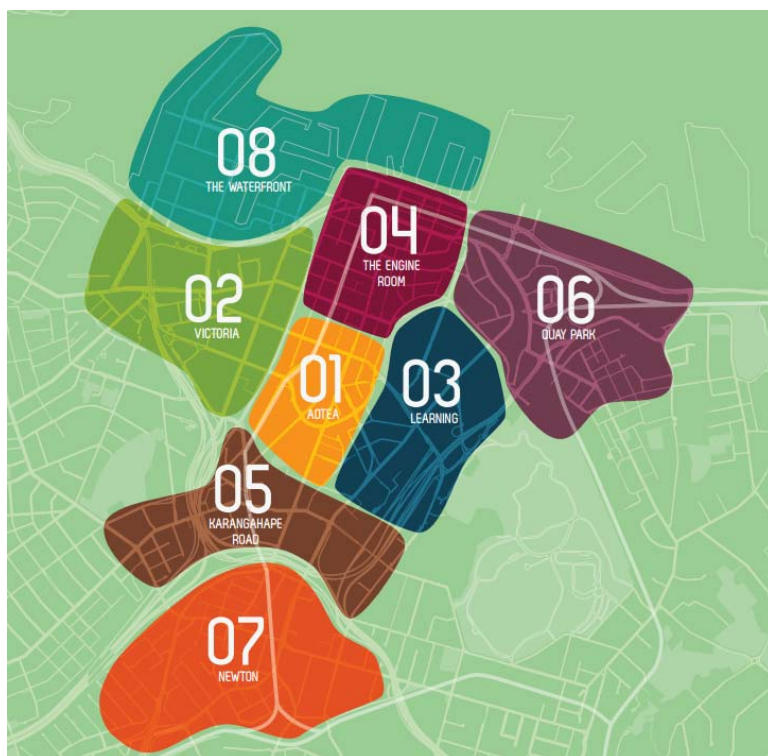 08
THE WATERFRONT
04
THE ENGINE
ROOM
02
VICTORIA
06
QUAY PARK
01
AOTEA
03
LEARNING
05
KARANGAHAPE
ROAD
07
NEWTON